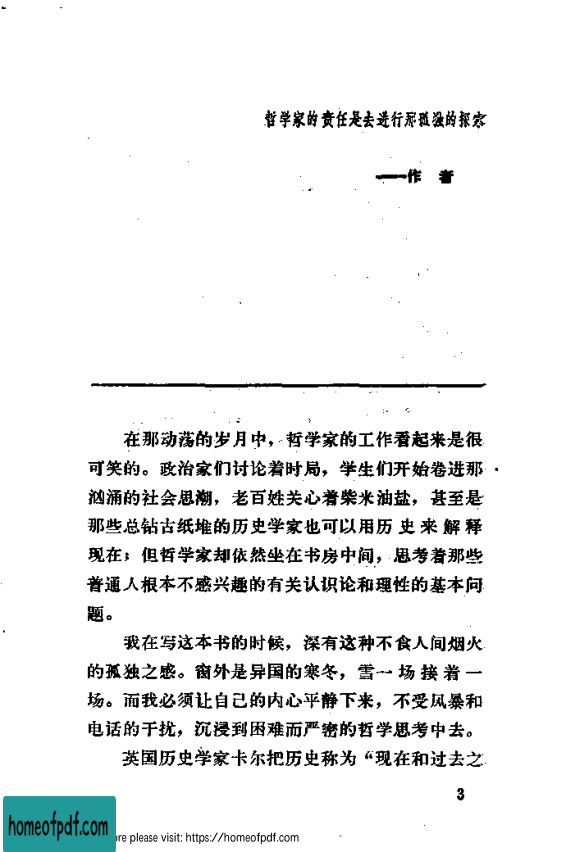 哲学家的责任是去进行那孤独的探索
——作 者
在那动荡的岁月中，哲学家的工作看起来是很
可笑的。政治家们讨论着时局，学生们开始卷进那
汹涌的社会思潮，老百姓关心着柴米油盐，甚至是
那些总钻古纸堆的历史学家也可以用历史来解释
现在；但哲学家却依然坐在书房中间，思考着那些
普通人根本不感兴趣的有关认识论和理性的基本问
题。
我在写这本书的时候，深有这种不食人间烟火
的孤独之感。窗外是异国的寒冬，雪一场接着一
场。而我必须让自己的内心平静下来，不受风暴和
电话的干扰，沉浸到困难而严密的哲学思考中去。
英国历史学家卡尔把历史称为“现在和过去之
3
homeofpdf.com
ore please visit: https://homeofpdf.com